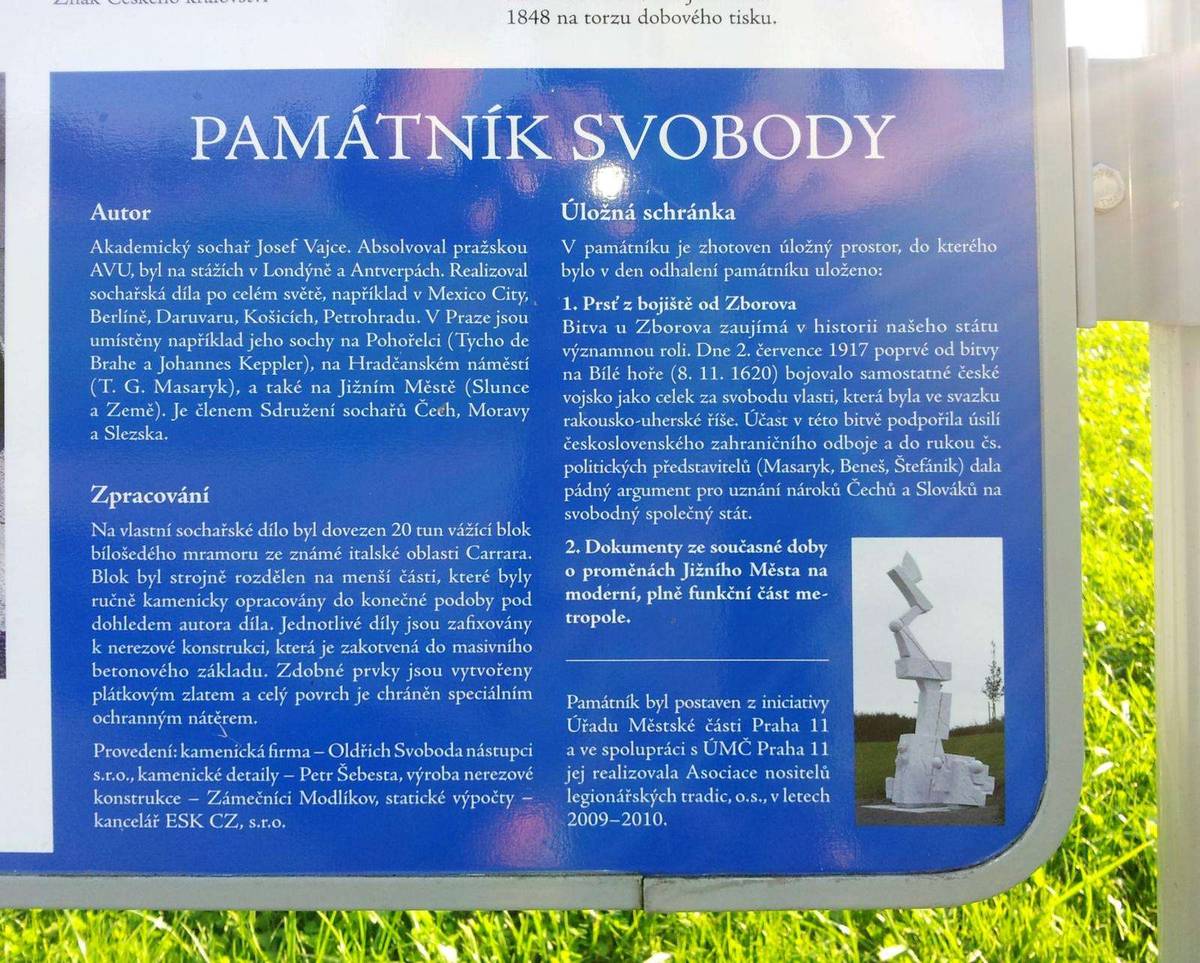 Znak Českého království
1848 na torzu dobového tisku.
PAMÁTNÍK SVOBODY
Autor
Akademický sochař Josef Vajce. Absolvoval pražskou
AVU, byl na stážích v Londýně a Antverpách. Realizoval
sochařská díla po celém světě, například v Mexico City,
Berlíně, Daruvaru, Košicích, Petrohradu. V Praze jsou
umístěny například jeho sochy na Pohořelci (Tycho de
Brahe a Johannes Keppler), na Hradčanském náměstí
(T. G. Masaryk), a také na Jižním Městě (Slunce
a Země). Je členem Sdružení sochařů Čech, Moravy
a Slezska.
Zpracování
Na vlastní sochařské dílo byl dovezen 20 tun vážící blok
bílošedého mramoru ze známé italské oblasti Carrara.
Blok byl strojně rozdělen na menší části, které byly
ručně kamenicky opracovány do konečné podoby pod
dohledem autora díla. Jednotlivé díly jsou zafixovány
k nerezové konstrukci, která je zakotvená do masivního
betonového základu. Zdobné prvky jsou vytvořeny
plátkovým zlatem a celý povrch je chráněn speciálním
ochranným nátěrem.
Provedení: kamenická firma – Oldřich Svoboda nástupci
s.r.o., kamenické detaily – Petr Šebesta, výroba nerezové
konstrukce – Zámečníci Modlíkov, statické výpočty –
kancelář ESK CZ, s.r.o.
Úložná schránka
V památníku je zhotoven úložný prostor, do kterého
bylo v den odhalení památníku uloženo:
1. Prsť z bojiště od Zborova
Bitva u Zborova zaujímá v historii našeho státu
významnou roli. Dne 2. července 1917 poprvé od bitvy
na Bílé hoře (8. 11. 1620) bojovalo samostatné české
vojsko jako celek za svobodu vlasti, která byla ve svazku
rakousko-uherské říše. Účast v této bitvě podpořila úsilí
československého zahraničního odboje a do rukou čs.
politických představitelů (Masaryk, Beneš, Štefánik) dala
pádný argument pro uznání nároků Čechů a Slováků na
svobodný společný stát.
2. Dokumenty ze současné doby
o proměnách Jižního Města na
moderní, plně funkční část me-
tropole.
Památník byl postaven z iniciativy
Úřadu Městské části Praha 11
a ve spolupráci s ÚMČ Praha 11
jej realizovala Asociace nositelů
legionářských tradic, o.s., v letech
2009–2010.